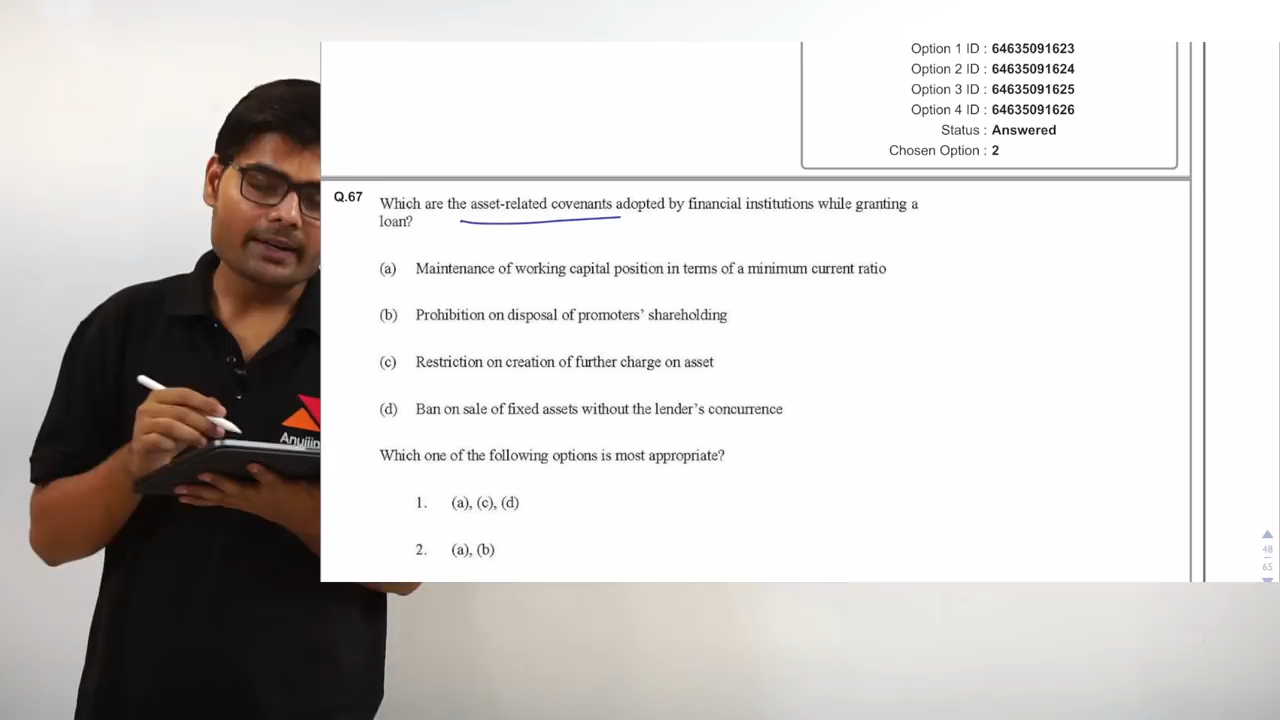 Option 1 ID : 64635091623
Option 2 ID : 64635091624
Option 3 ID : 64635091625
Option 4 ID : 64635091626
Status : Answered
Chosen Option : 2
Q.67 Which are the asset-related covenants adopted by financial institutions while granting a
loan?
(a) Maintenance of working capital position in terms of a minimum current ratio
(b) Prohibition on disposal of promoters’ shareholding
(c) Restriction on creation of further charge on asset
(d) Ban on sale of fixed assets without the lender’s concurrence
Which one of the following options is most appropriate?
1. (a), (c), (d)
2. (a), (b)
48
65